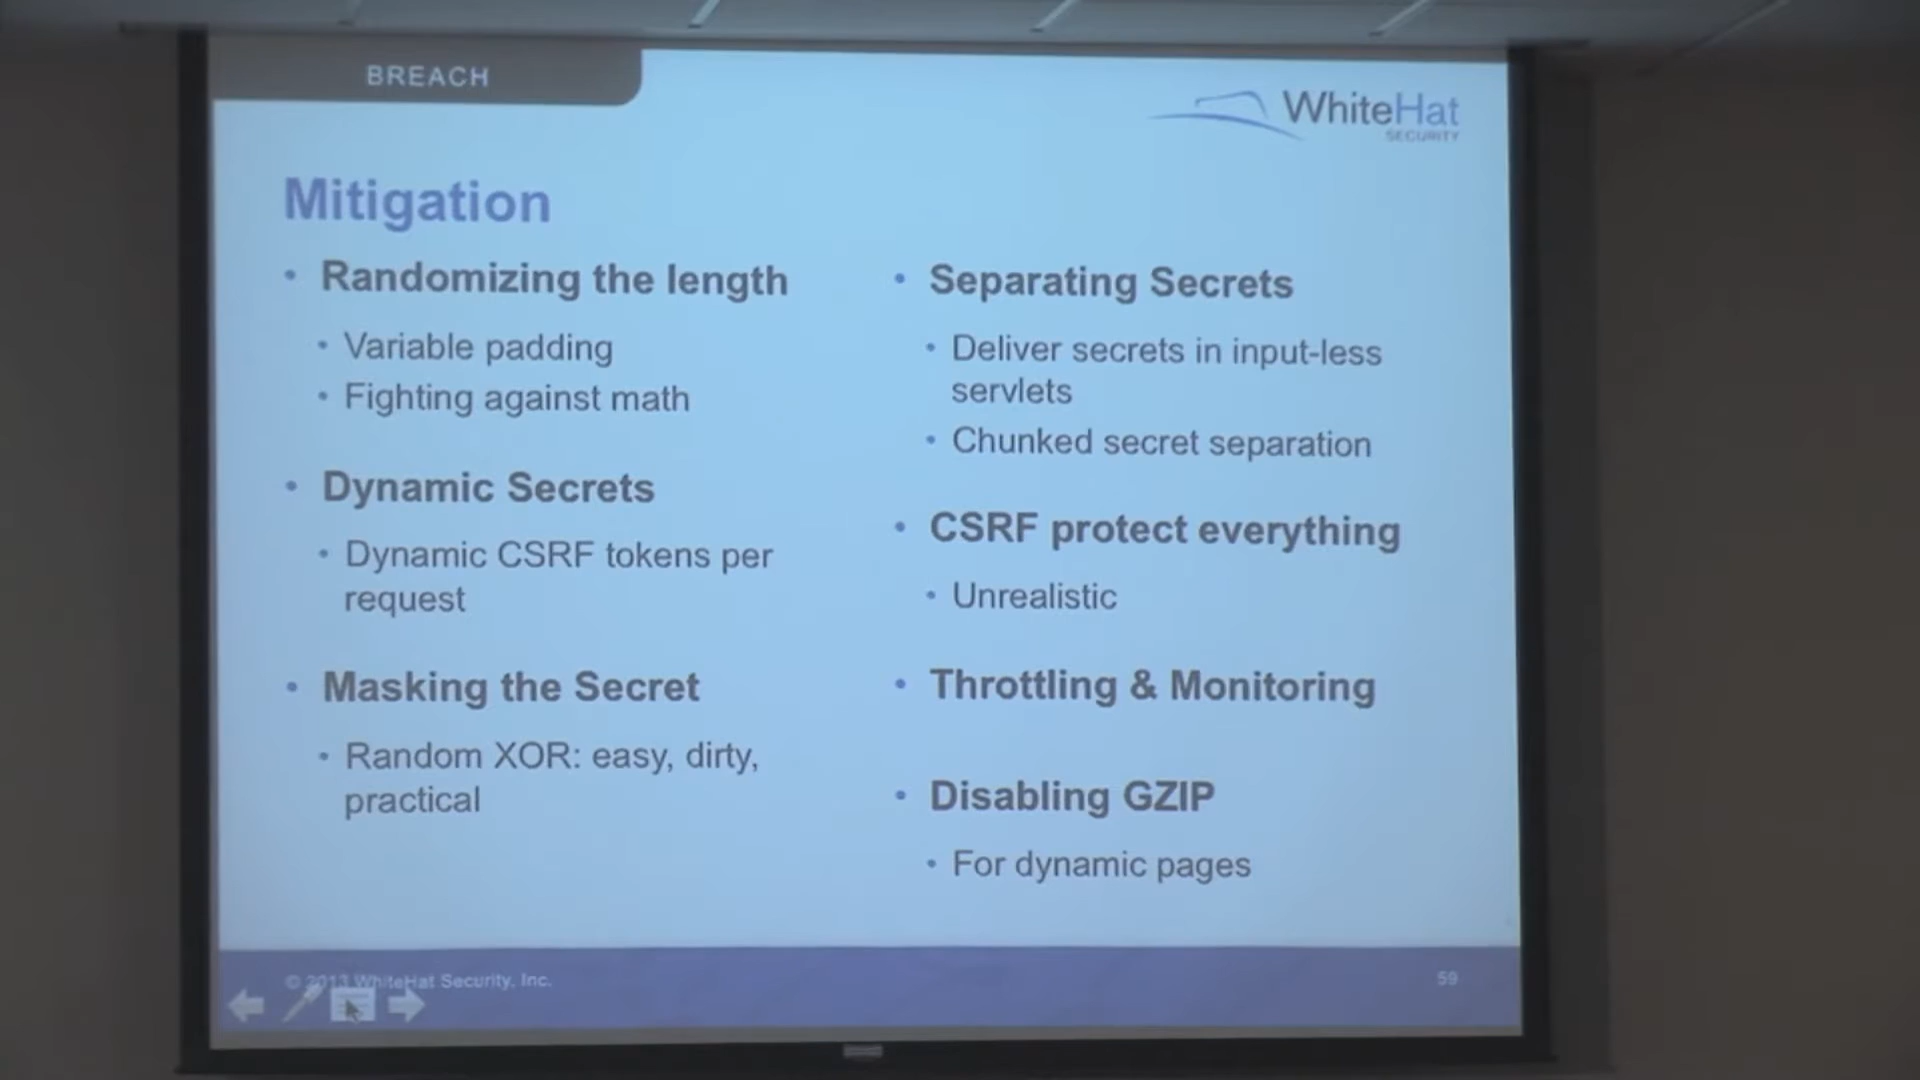 BREACH
WhiteHat
SECURITY
Mitigation
• Randomizing the length
• Variable padding
• Fighting against math
• Dynamic Secrets
• Dynamic CSRF tokens per
request
• Masking the Secret
• Random XOR: easy, dirty,
practical
• Separating Secrets
• Deliver secrets in input-less
servlets
• Chunked secret separation
• CSRF protect everything
• Unrealistic
• Throttling & Monitoring
• Disabling GZIP
• For dynamic pages
© 2013 WhiteHat Security, Inc.
59